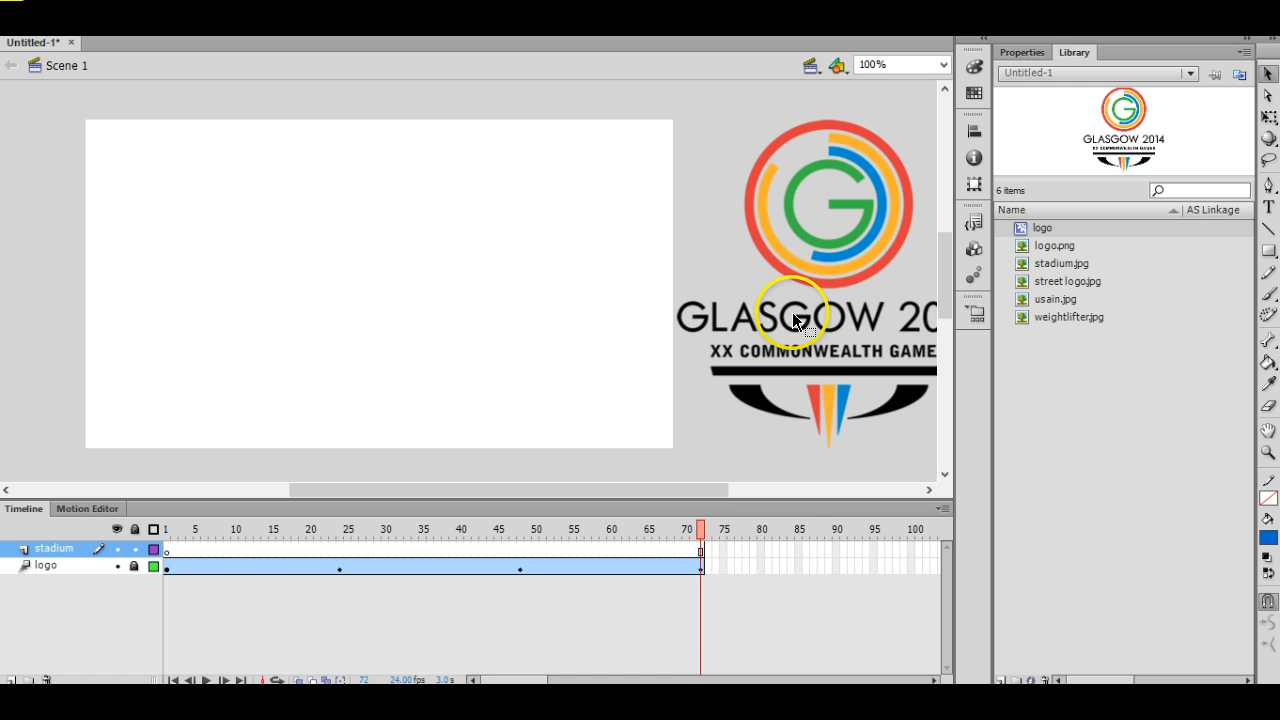 Untitled-1* ×
Scene 1
100%
Properties Library
Untitled-1
GLASGOW 2014
XX COMMONWEALTH GAMES
6 items
Name AS Linkage
logo
logo.png
stadium.jpg
street logo.jpg
usain.jpg
weightlifter.jpg
GLASGOW 20
XX COMMONWEALTH GAME
Timeline Motion Editor
1 5 10 15 20 25 30 35 40 45 50 55 60 65 70 75 80 85 90 95 100
stadium
logo
72 24.00 fps 3.0 s